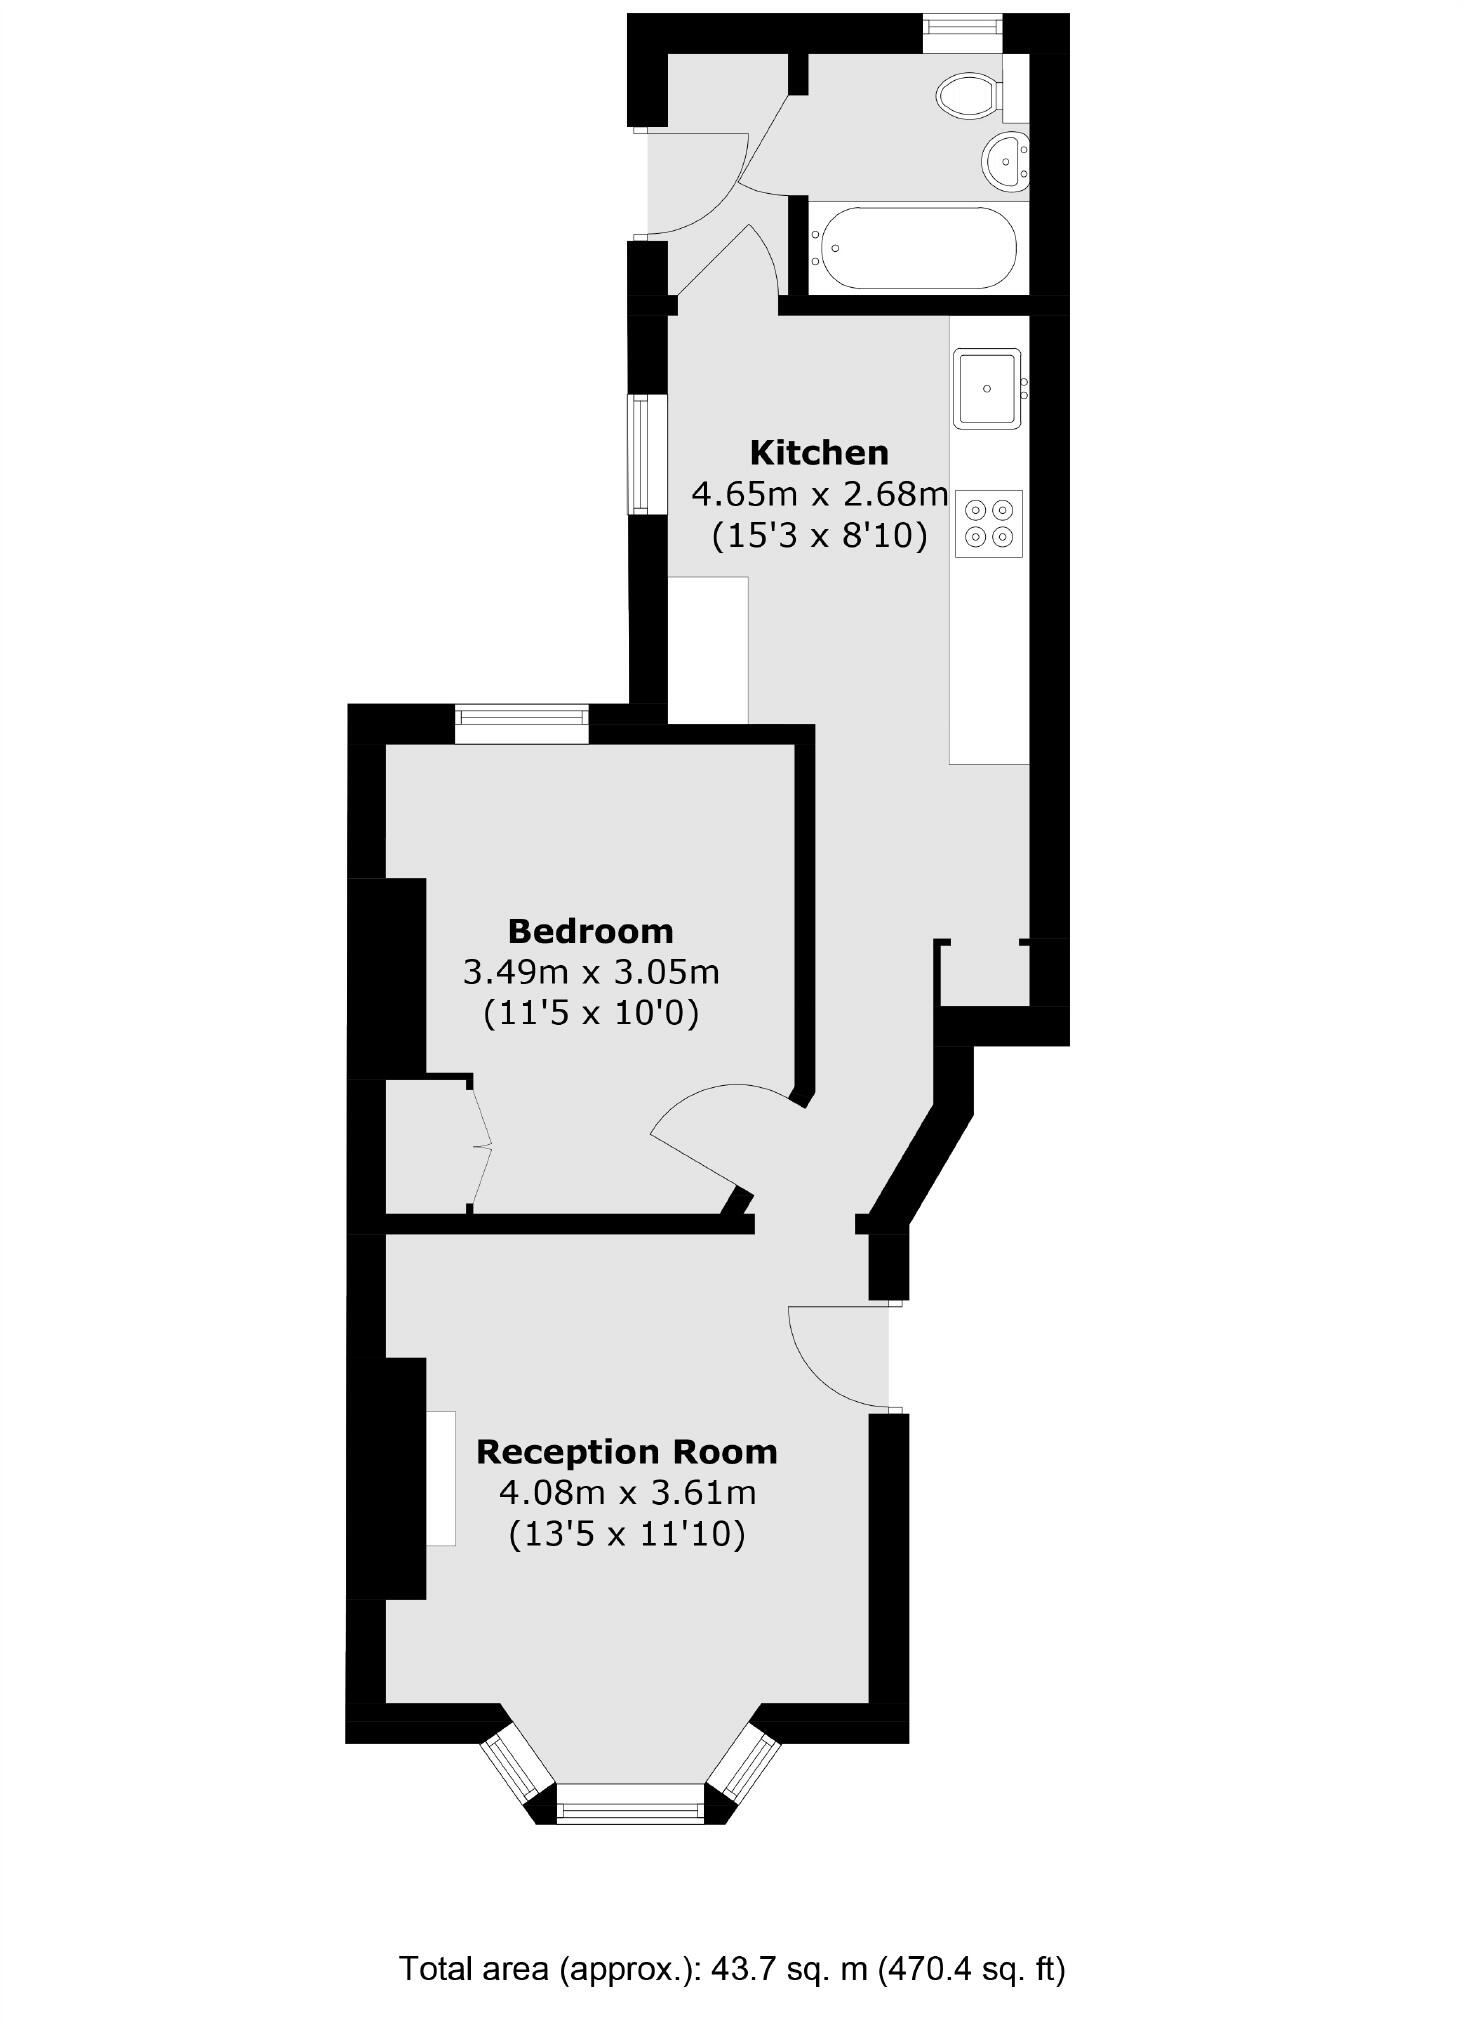 Kitchen
4.65m x 2.68m
(15'3 x 8'10)
Bedroom
3.49m x 3.05m
(11'5 x 10'0)
Reception Room
4.08m x 3.61m
(13'5 x 11'10)
Total area (approx.): 43.7 sq. m (470.4 sq. ft)